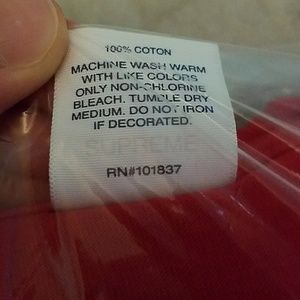 100% COTON
MACHINE WASH WARM
WITH LIKE COLORS
ONLY NON-CHLORINE
BLEACH. TUMBLE DRY
MEDIUM. DO NOT IRON
IF DECORATED.
RN#101837